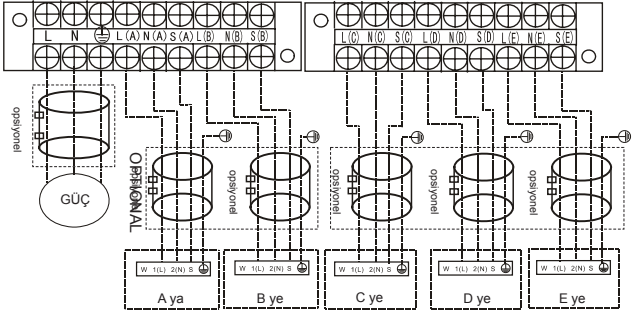 L N L(A) N(A) S(A) L(B) N(B) S(B)
L(C) N(C) S(C) L(D) N(D) S(D) L(E) N(E) S(E)
opsiyonel
GÜÇ
OPTIONAL
opsiyonel
opsiyonel
opsiyonel
opsiyonel
W 1(L) 2(N) S
A ya
W 1(L) 2(N) S
B ye
W 1(L) 2(N) S
C ye
W 1(L) 2(N) S
D ye
W 1(L) 2(N) S
E ye